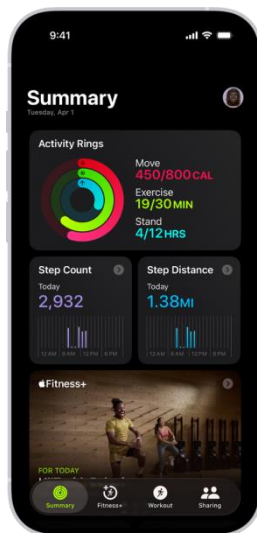 9:41
Summary
Tuesday, Apr 1
Activity Rings
Move
450/800CAL
Exercise
19/30MIN
Stand
4/12HRS
Step Count
Today
2,932
12 AM 6 AM 12 PM 6 PM
Step Distance
Today
1.38MI
12 AM 6 AM 12 PM 6 PM
Fitness+
FOR TODAY
Summary
Fitness+
Workout
Sharing